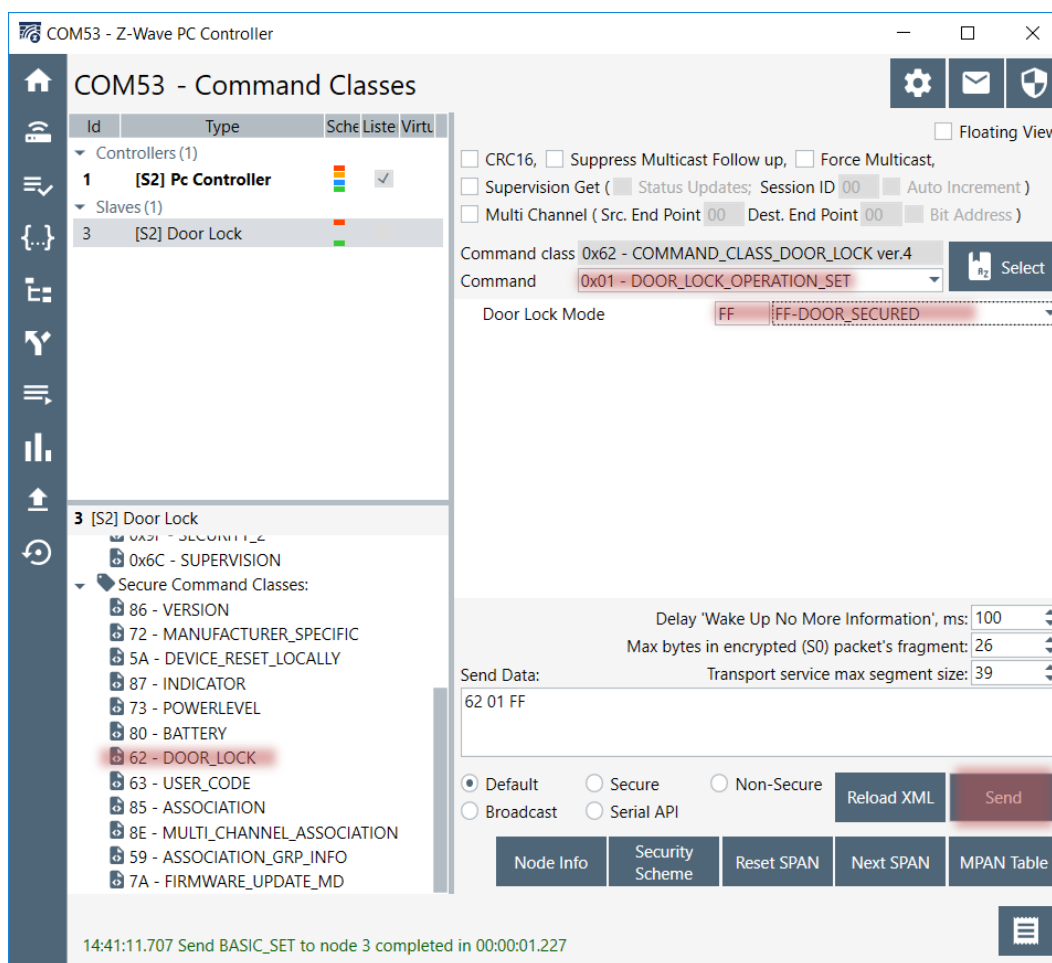 COM53 - Z-Wave PC Controller
COM53 - Command Classes
Id Type Sche Liste Virtu
Controllers (1)
1 [S2] Pc Controller
Slaves (1)
3 [S2] Door Lock
Floating View
CRC16, Suppress Multicast Follow up, Force Multicast,
Supervision Get ( Status Updates; Session ID 00 Auto Increment )
Multi Channel ( Src. End Point 00 Dest. End Point 00 Bit Address )
Command class 0x62 - COMMAND_CLASS_DOOR_LOCK ver.4
Select
Command 0x01 - DOOR_LOCK_OPERATION_SET
Door Lock Mode FF FF-DOOR_SECURED
3 [S2] Door Lock
0x9F - SECURITY_2
0x6C - SUPERVISION
Secure Command Classes:
86 - VERSION
72 - MANUFACTURER_SPECIFIC
5A - DEVICE_RESET_LOCALLY
87 - INDICATOR
73 - POWERLEVEL
80 - BATTERY
62 - DOOR_LOCK
63 - USER_CODE
85 - ASSOCIATION
8E - MULTI_CHANNEL_ASSOCIATION
59 - ASSOCIATION_GRP_INFO
7A - FIRMWARE_UPDATE_MD
Delay 'Wake Up No More Information', ms: 100
Max bytes in encrypted (S0) packet's fragment: 26
Send Data: Transport service max segment size: 39
62 01 FF
Default Secure Non-Secure
Broadcast Serial API
Reload XML Send
Node Info Security Scheme Reset SPAN Next SPAN MPAN Table
14:41:11.707 Send BASIC_SET to node 3 completed in 00:00:01.227